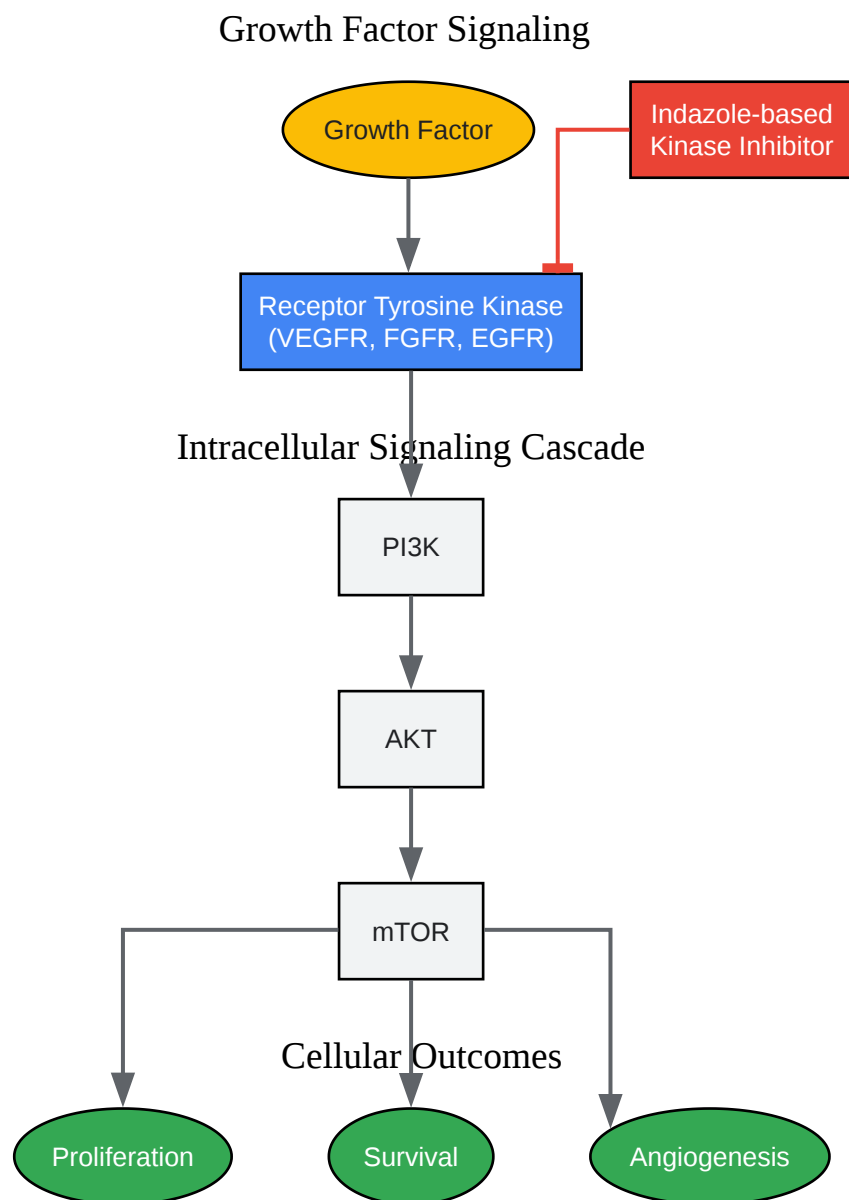 Growth Factor Signaling
Growth Factor
Indazole-based
Kinase Inhibitor
Receptor Tyrosine Kinase
(VEGFR, FGFR, EGFR)
Intracellular Signaling Cascade
PI3K
AKT
mTOR
Cellular Outcomes
Proliferation
Survival
Angiogenesis